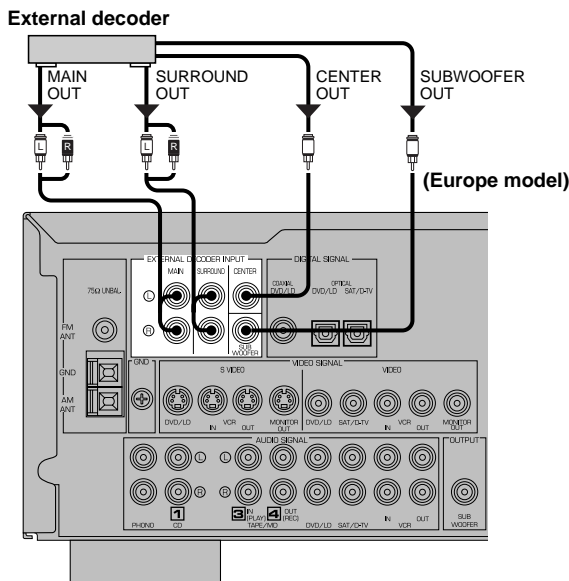 External decoder
MAIN OUT
SURROUND OUT
CENTER OUT
SUBWOOFER OUT
L R L R
(Europe model)
EXTERNAL DECODER INPUT
MAIN SURROUND CENTER
L
R
SUB WOOFER
DIGITAL SIGNAL
COAXIAL OPTICAL
DVD/LD DVD/LD SAT/D-TV
75Ω UNBAL.
FM ANT
GND
AM ANT
GND
VIDEO SIGNAL
S VIDEO VIDEO
DVD/LD IN VCR OUT MONITOR OUT DVD/LD SAT/D-TV IN VCR OUT MONITOR OUT
AUDIO SIGNAL
OUTPUT
L L
R R
1 3 IN (PLAY) 4 OUT (REC) IN OUT
PHONO CD TAPE/MD DVD/LD SAT/D-TV VCR
SUB WOOFER